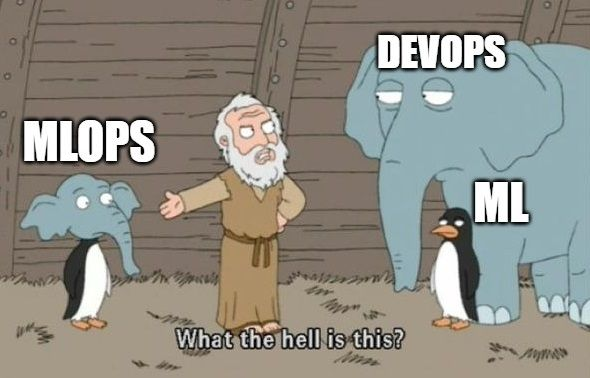 DEVOPS
MLOPS
ML
What the hell is this?